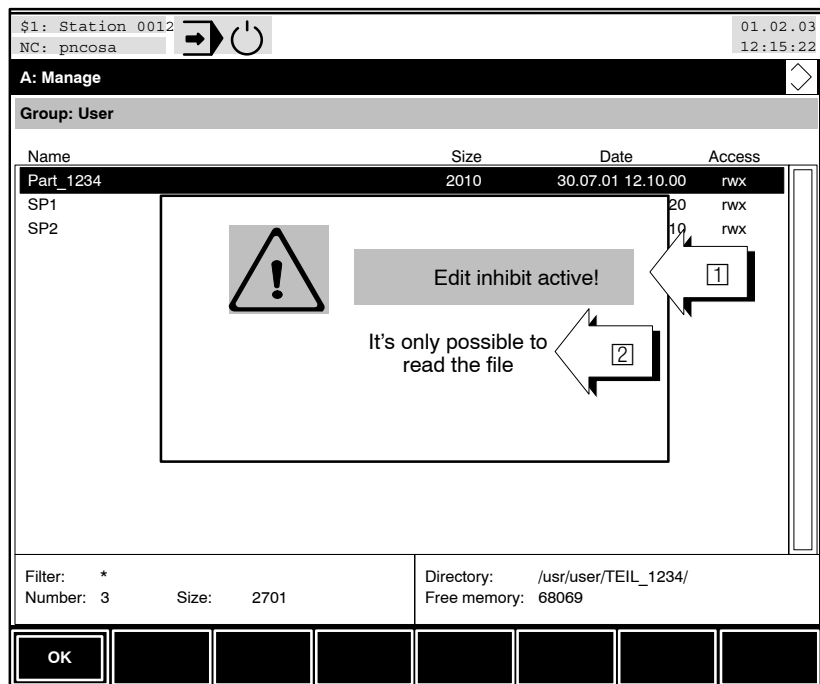 $1: Station 0012
01.02.03
NC: pncosa
12:15:22
A: Manage
Group: User
Name Size Date Access
Part_1234 2010 30.07.01 12.10.00 rwx
SP1 20 rwx
SP2 10 rwx
Edit inhibit active!
1
It's only possible to
read the file
2
Filter: *
Number: 3 Size: 2701
Directory: /usr/user/TEIL_1234/
Free memory: 68069
OK